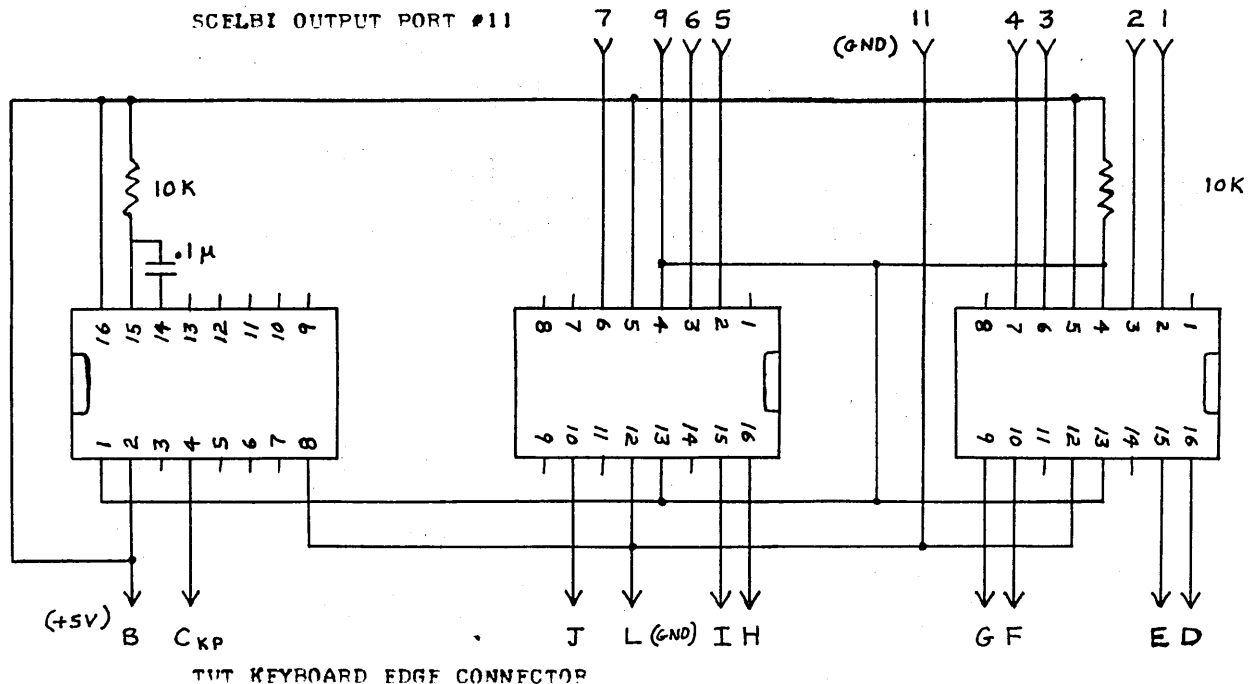 SCELBI OUTPUT PORT #11
7 9 6 5 11 4 3 2 1
(GND)
10K
10K
.1μ
16 15 14 13 12 11 10 9
8 7 6 5 4 3 2 1
8 7 6 5 4 3 2 1
1 2 3 4 5 6 7 8
9 10 11 12 13 14 15 16
9 10 11 12 13 14 15 16
(+5V) B CKP J L (GND) I H G F E D
TVT KEYBOARD EDGE CONNECTOR